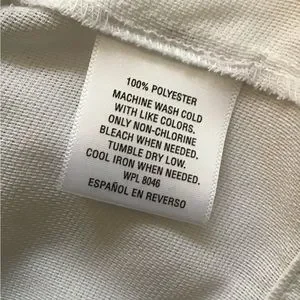 100% POLYESTER
MACHINE WASH COLD
WITH LIKE COLORS.
ONLY NON-CHLORINE
BLEACH WHEN NEEDED.
TUMBLE DRY LOW.
COOL IRON WHEN NEEDED.
WPL 8046
ESPAÑOL EN REVERSO